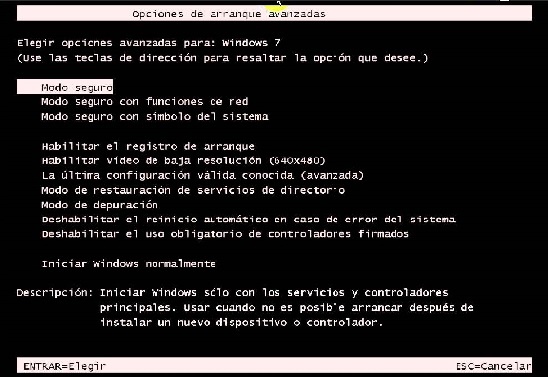 Opciones de arranque avanzadas
Elegir opciones avanzadas para: Windows 7
(Use las teclas de dirección para resaltar la opción que desee.)
Modo seguro
Modo seguro con funciones de red
Modo seguro con símbolo del sistema
Habilitar el registro de arranque
Habilitar vídeo de baja resolución (640x480)
La última configuración válida conocida (avanzada)
Modo de restauración de servicios de directorio
Modo de depuración
Deshabilitar el reinicio automático en caso de error del sistema
Deshabilitar el uso obligatorio de controladores firmados
Iniciar Windows normalmente
Descripción: Iniciar Windows sólo con los servicios y controladores
principales. Usar cuando no es posible arrancar después de
instalar un nuevo dispositivo o controlador.
ENTRAR=Elegir ESC=Cancelar